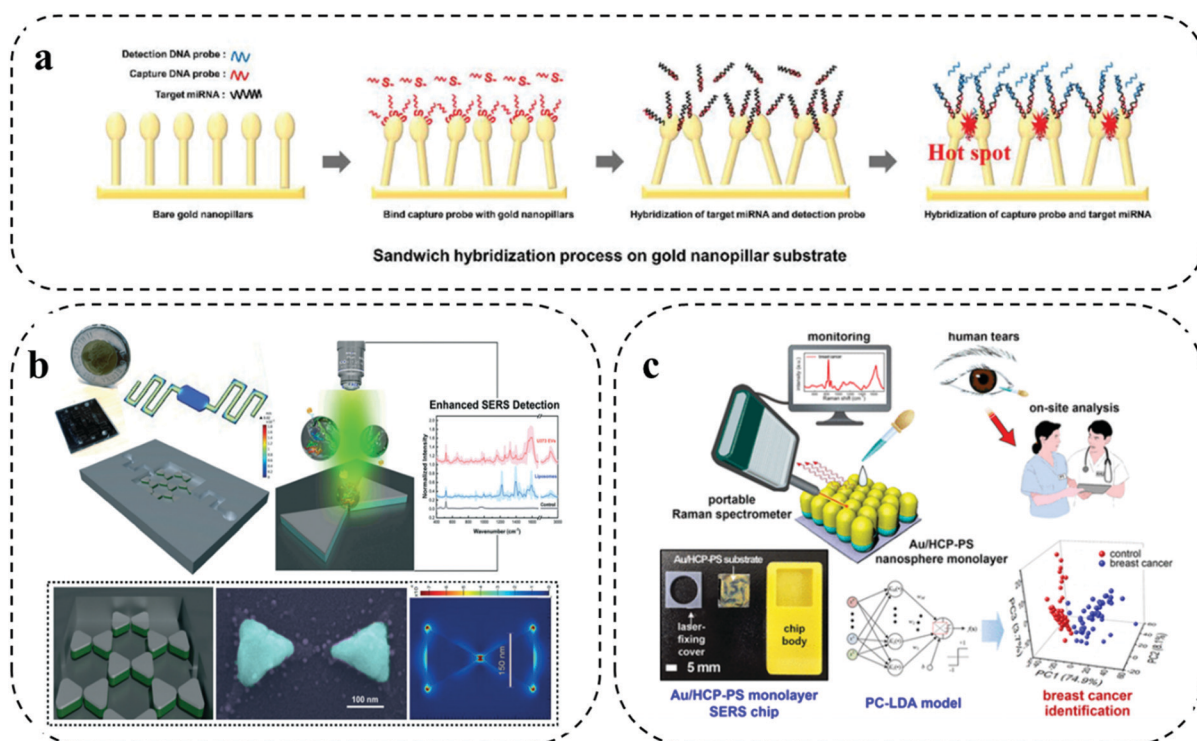 a
Detection DNA probe :
Capture DNA probe :
Target miRNA :
S-
S-
S-
S-
S-
Hot spot
Bare gold nanopillars
Bind capture probe with gold nanopillars
Hybridization of target miRNA and detection probe
Hybridization of capture probe and target miRNA
Sandwich hybridization process on gold nanopillar substrate
b
Enhanced SERS Detection
Normalized Intensity
Liposomes
Control
Wavenumber (cm⁻¹)
100 nm
150 nm
c
monitoring
human tears
on-site analysis
portable
Raman spectrometer
Au/HCP-PS
nanosphere monolayer
Au/HCP-PS substrate
laser-
fixing
cover
chip
body
5 mm
Au/HCP-PS monolayer
SERS chip
PC-LDA model
control
breast cancer
PC1 (74.9%)
breast cancer
identification